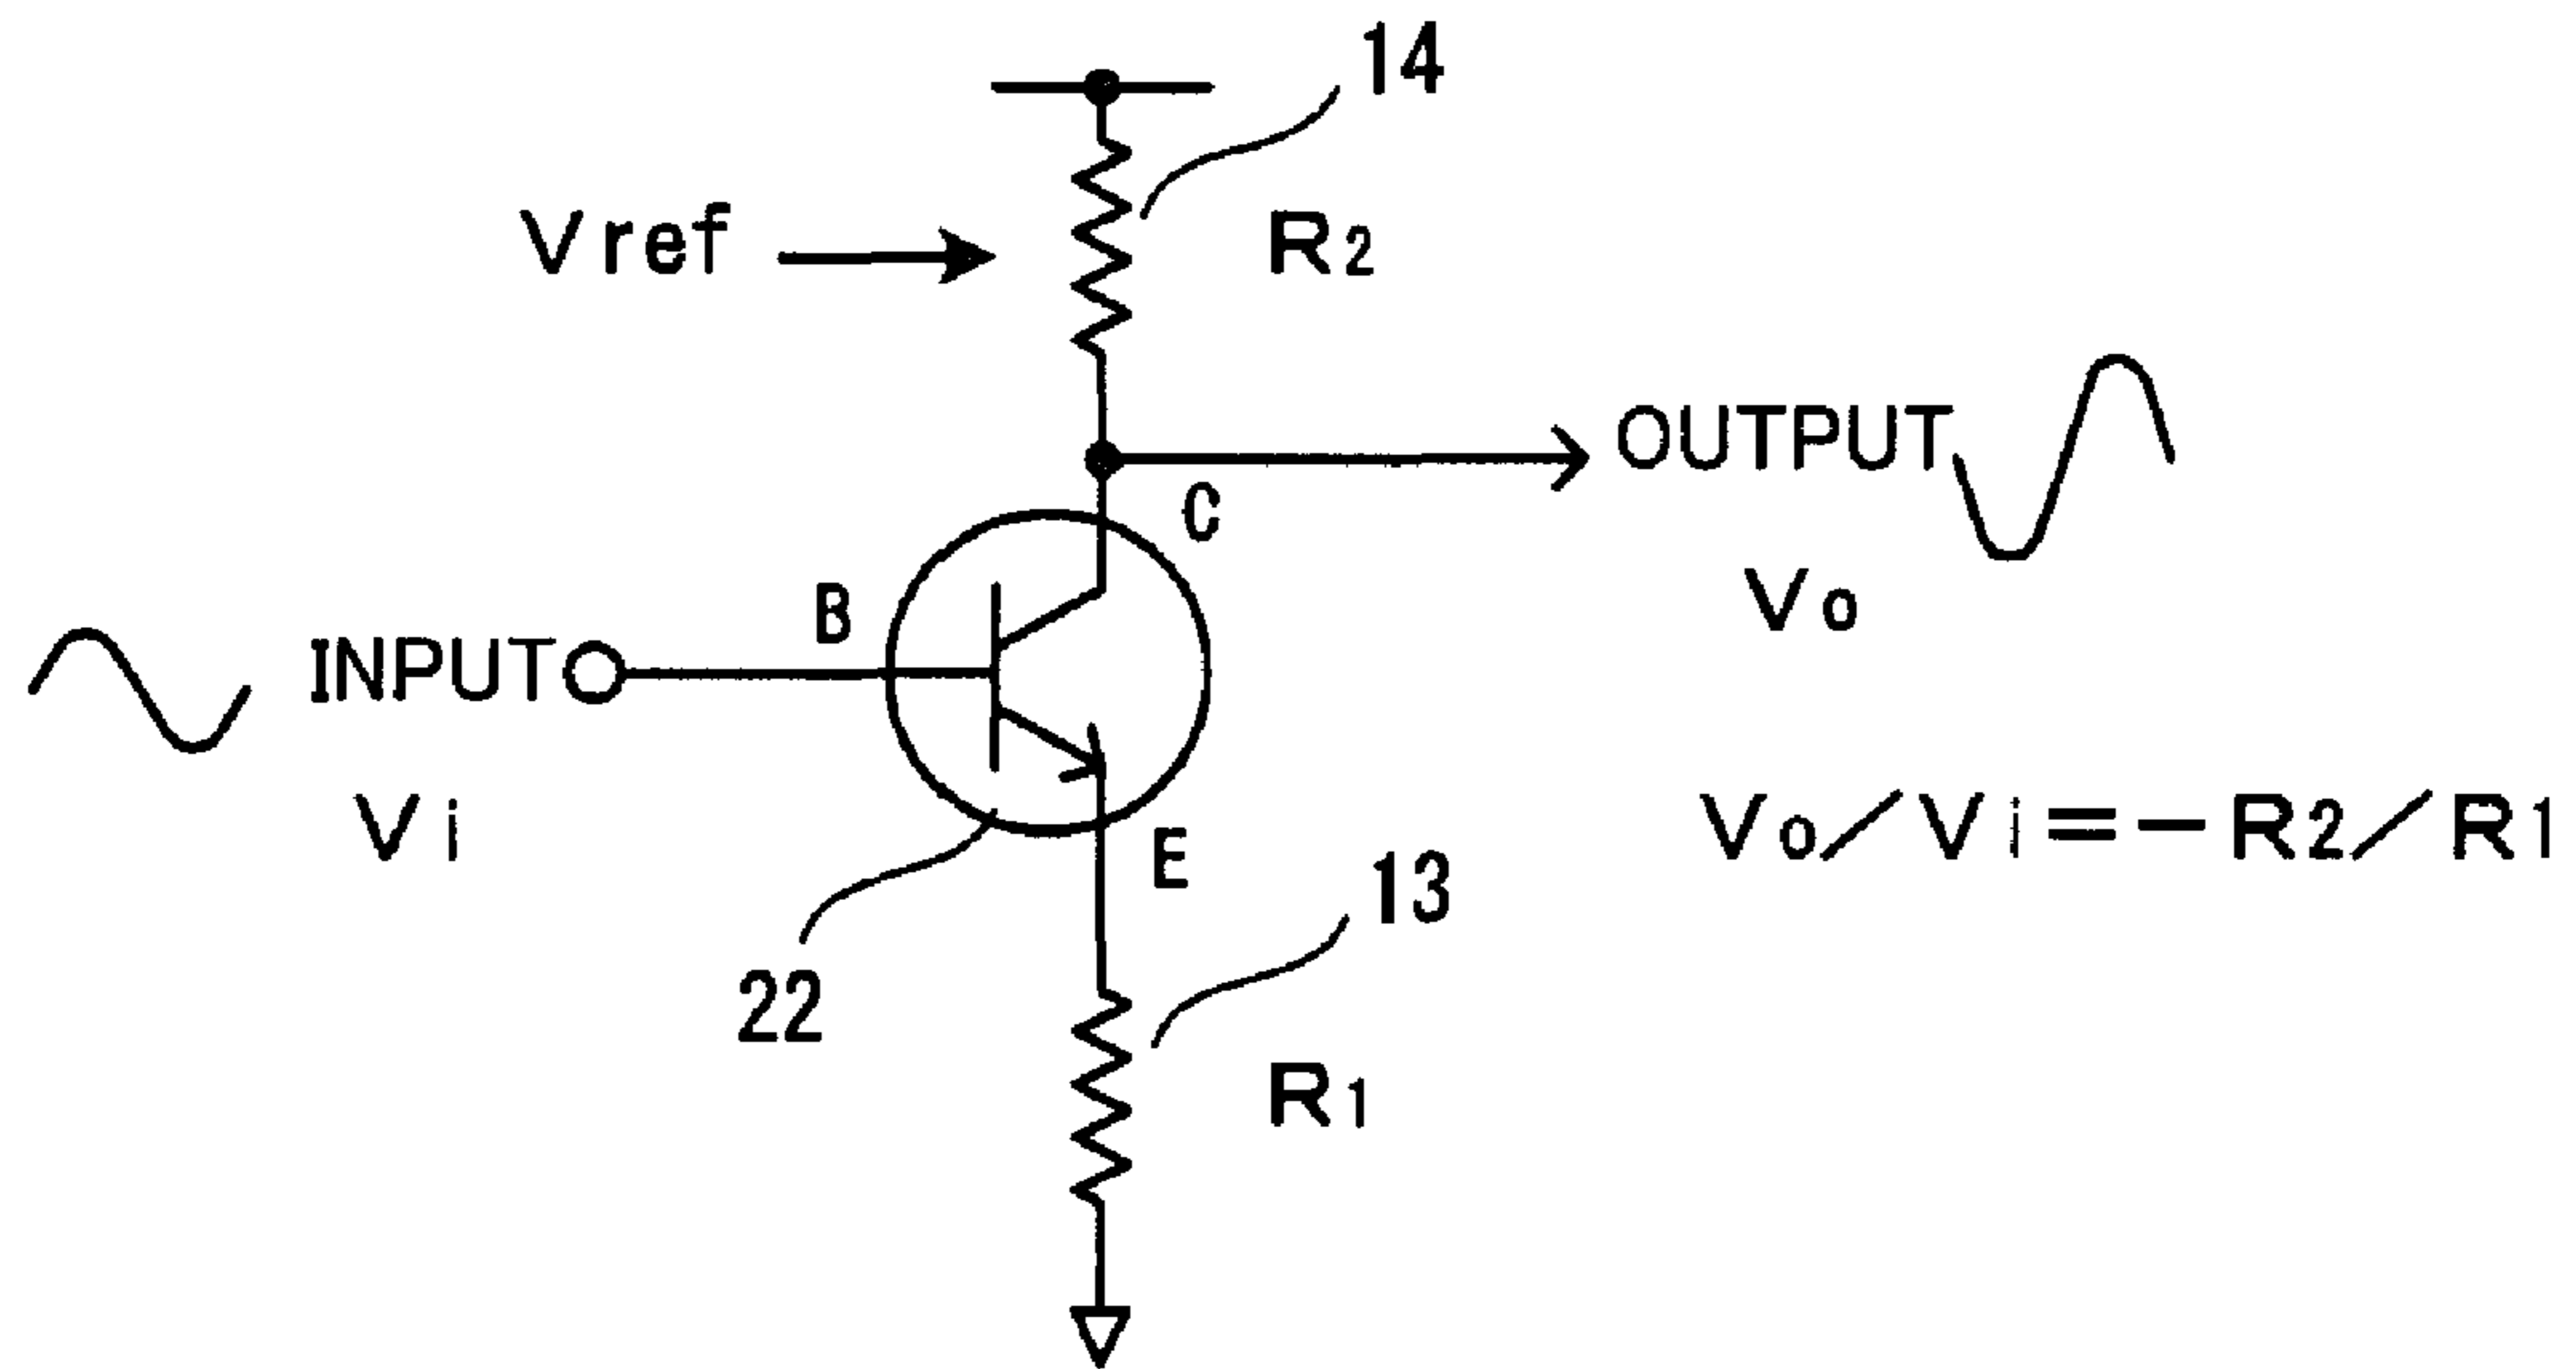 14
Vref
R2
OUTPUT
C
Vo
B
INPUT
Vi
Vo/Vi=-R2/R1
E
13
22
R1